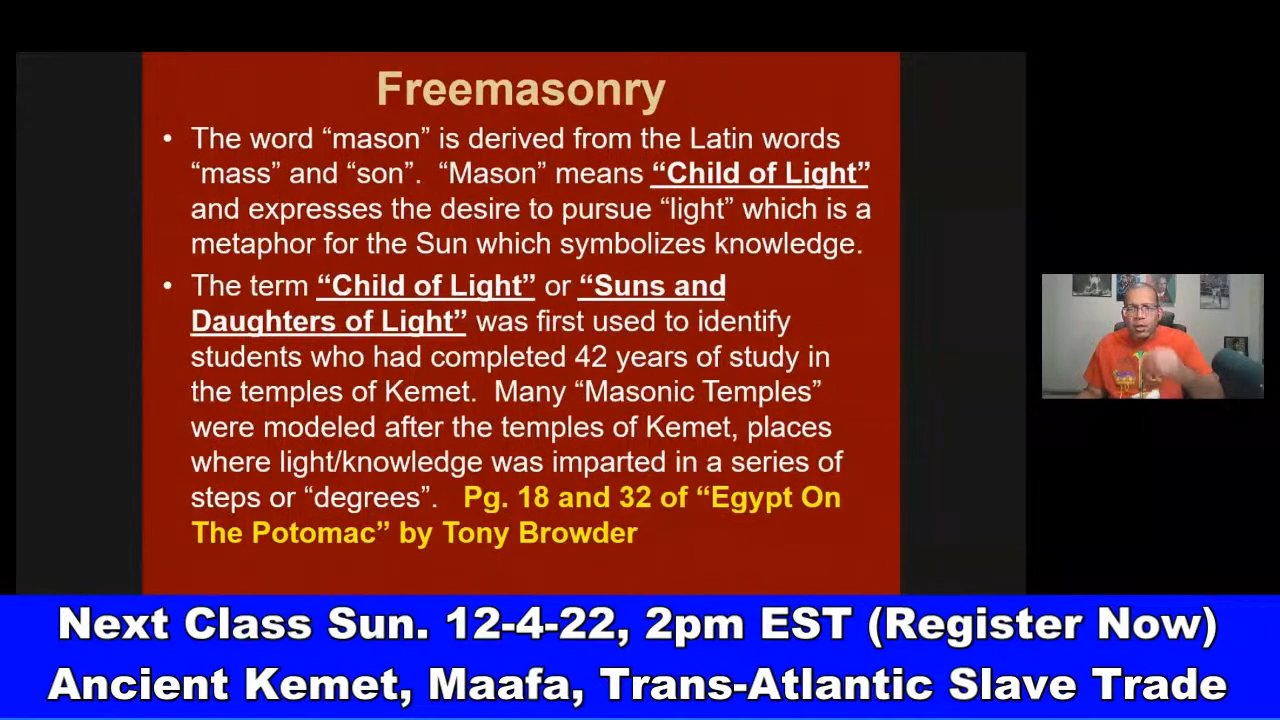 Freemasonry
• The word “mason” is derived from the Latin words
“mass” and “son”. “Mason” means “Child of Light”
and expresses the desire to pursue “light” which is a
metaphor for the Sun which symbolizes knowledge.
• The term “Child of Light” or “Suns and
Daughters of Light” was first used to identify
students who had completed 42 years of study in
the temples of Kemet. Many “Masonic Temples”
were modeled after the temples of Kemet, places
where light/knowledge was imparted in a series of
steps or “degrees”. Pg. 18 and 32 of “Egypt On
The Potomac” by Tony Browder
Next Class Sun. 12-4-22, 2pm EST (Register Now)
Ancient Kemet, Maafa, Trans-Atlantic Slave Trade